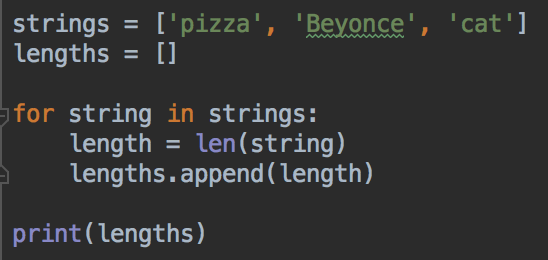 strings = ['pizza', 'Beyonce', 'cat']
lengths = []
for string in strings:
    length = len(string)
    lengths.append(length)
print(lengths)